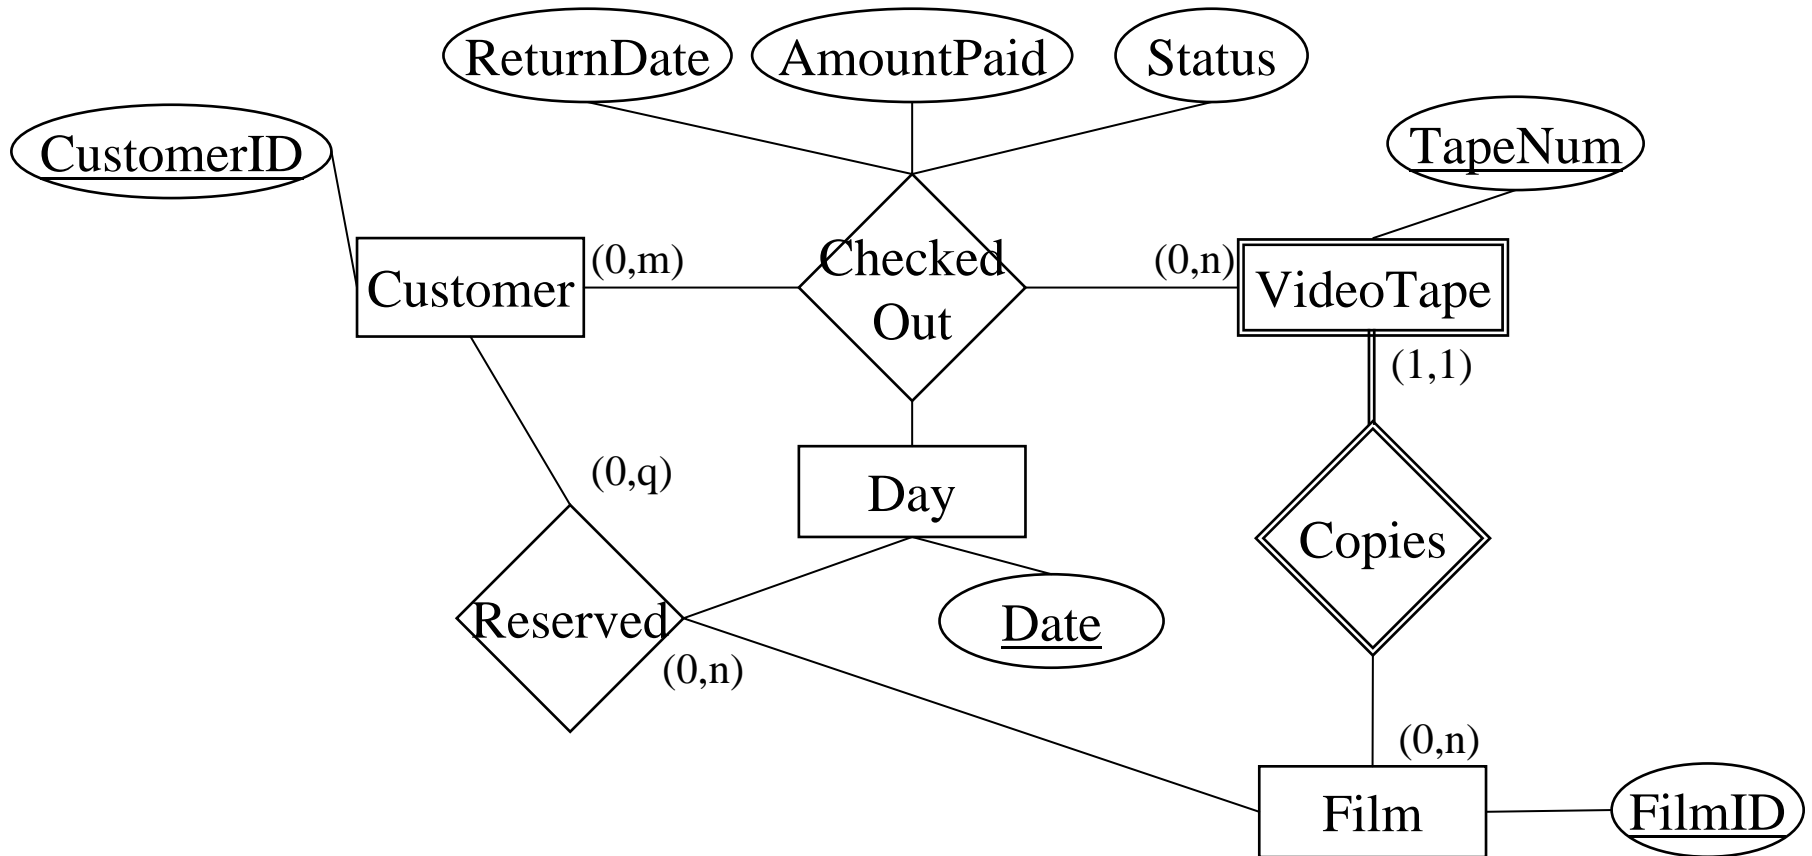 ReturnDate
AmountPaid
Status
CustomerID
TapeNum
Customer
(0,m)
Checked
Out
(0,n)
VideoTape
(1,1)
(0,q)
Day
Copies
Reserved
Date
(0,n)
(0,n)
Film
FilmID